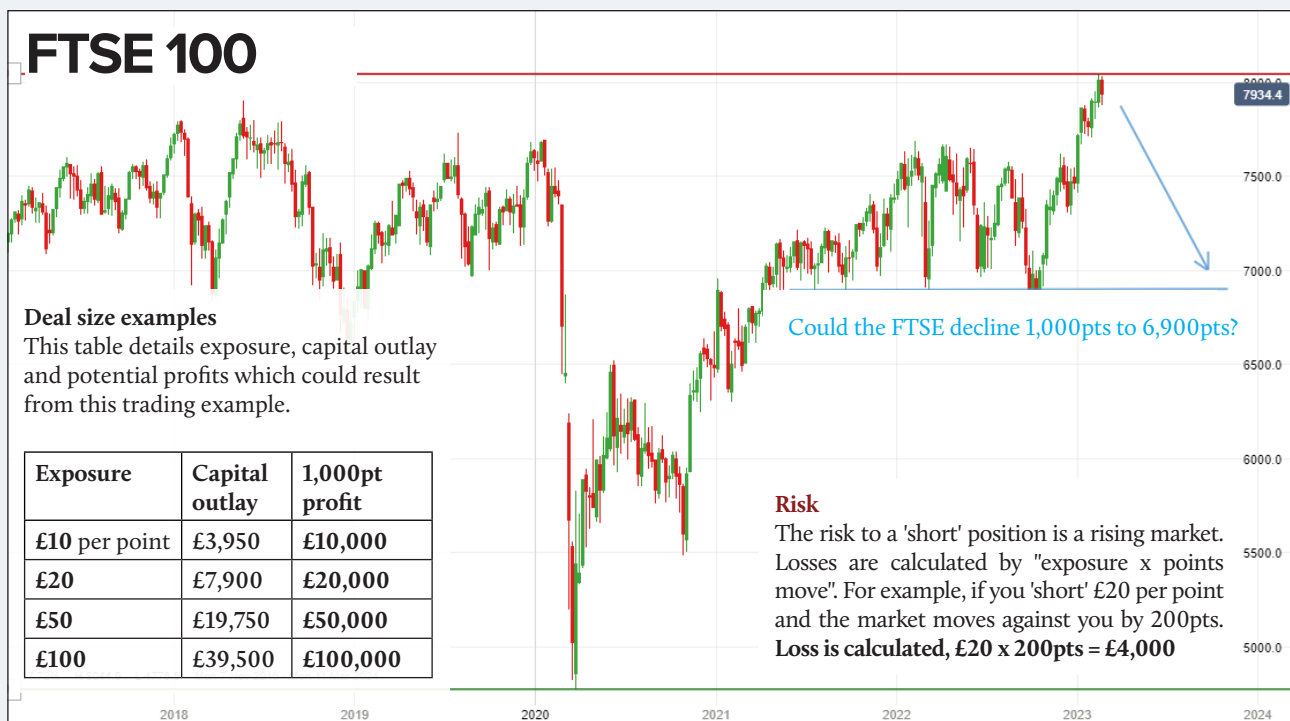 FTSE 100
8000.0
7934.4
7500.0
7000.0
6500.0
6000.0
5500.0
5000.0
Could the FTSE decline 1,000pts to 6,900pts?
Deal size examples
This table details exposure, capital outlay
and potential profits which could result
from this trading example.
Exposure Capital outlay 1,000pt profit
£10 per point £3,950 £10,000
£20 £7,900 £20,000
£50 £19,750 £50,000
£100 £39,500 £100,000
Risk
The risk to a 'short' position is a rising market.
Losses are calculated by "exposure x points
move". For example, if you 'short' £20 per point
and the market moves against you by 200pts.
Loss is calculated, £20 x 200pts = £4,000
2018 2019 2020 2021 2022 2023 2024